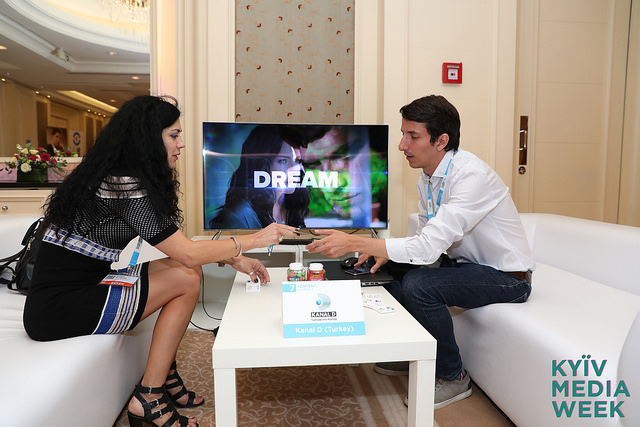 DREAM
KANAL D
Kanal D (Turkey)
KYÏV
MEDIA
WEEK